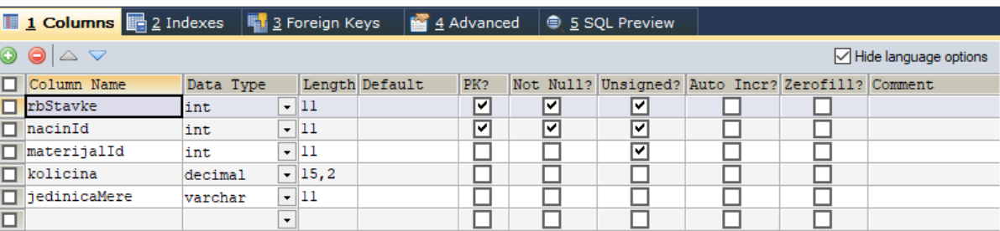 1 Columns 2 Indexes 3 Foreign Keys 4 Advanced 5 SQL Preview
Hide language options
Column Name Data Type Length Default PK? Not Null? Unsigned? Auto Incr? Zerofill? Comment
rbStavke int 11
nacinId int 11
materijalId int 11
kolicina decimal 15,2
jedinicaMere varchar 11